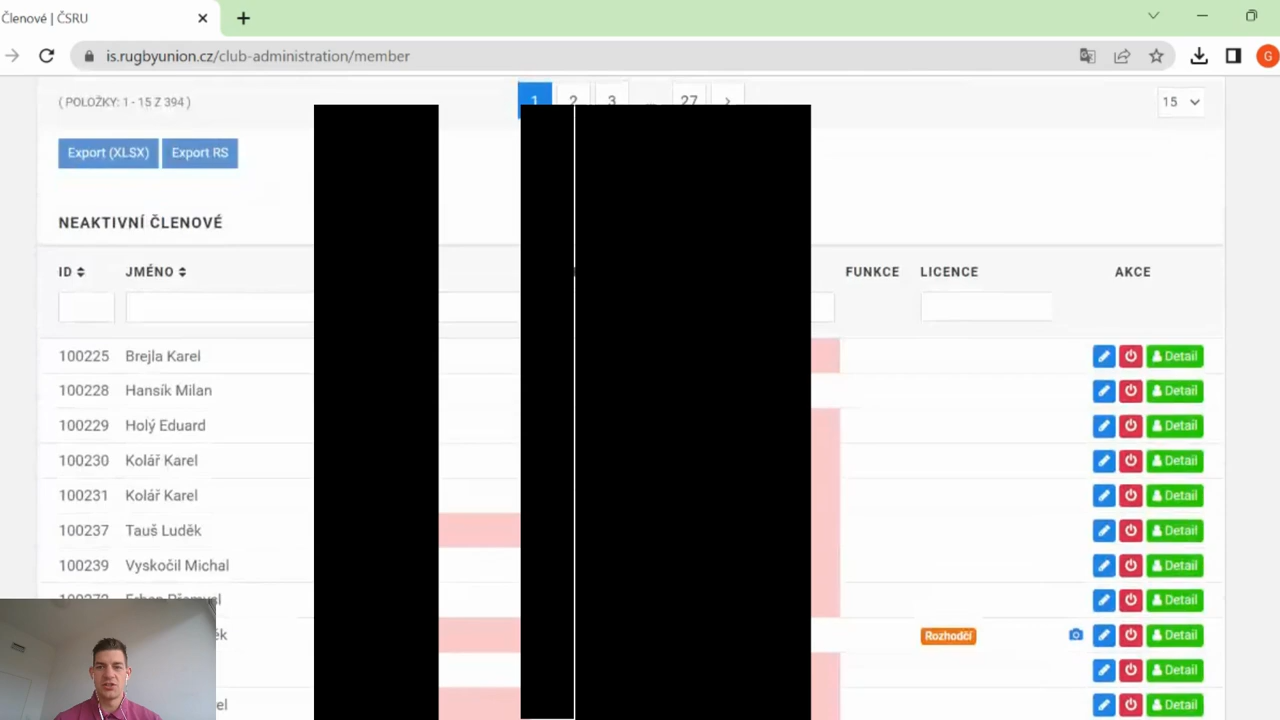 Členové | ČSRU
is.rugbyunion.cz/club-administration/member
G
( POLOŽKY: 1 - 15 Z 394 )
1 2 3 ... 27 ›
15
Export (XLSX) Export RS
NEAKTIVNÍ ČLENOVÉ
ID JMÉNO FUNKCE LICENCE AKCE
100225 Brejla Karel Detail
100228 Hansík Milan Detail
100229 Holý Eduard Detail
100230 Kolář Karel Detail
100231 Kolář Karel Detail
100237 Tauš Luděk Detail
100239 Vyskočil Michal Detail
Detail
Rozhodčí Detail
Detail
Detail